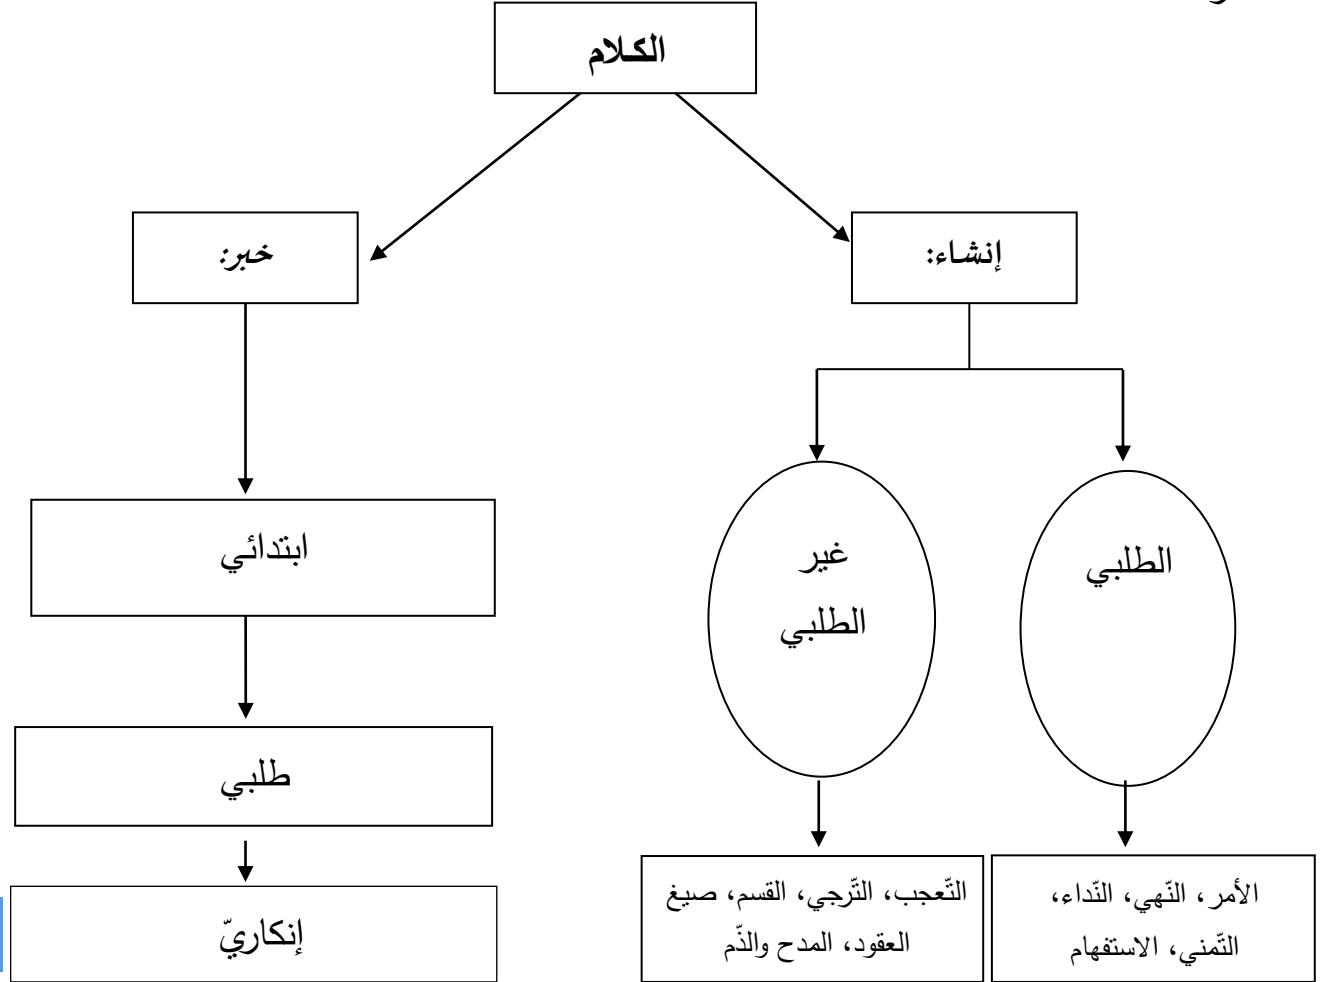 الكلام
إنشاء:
خبر:
الطلبي
غير
الطلبي
ابتدائي
طلبي
إنكاريّ
الأمر، النّهي، النّداء،
التّمني، الاستفهام
التّعجب، التّرجي، القسم، صيغ
العقود، المدح والذّم